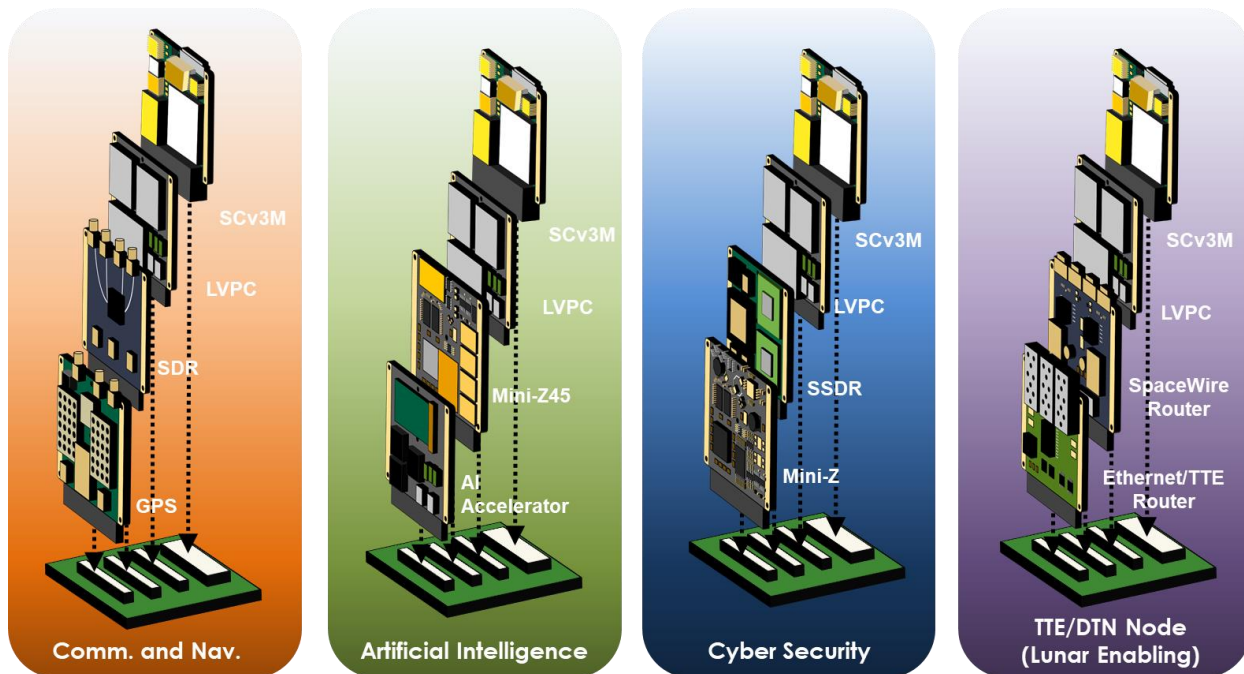 SCv3M
LVPC
SDR
GPS
Comm. and Nav.
SCv3M
LVPC
Mini-Z45
AI
Accelerator
Artificial Intelligence
SCv3M
LVPC
SSDR
Mini-Z
Cyber Security
SCv3M
LVPC
SpaceWire
Router
Ethernet/TTE
Router
TTE/DTN Node
(Lunar Enabling)